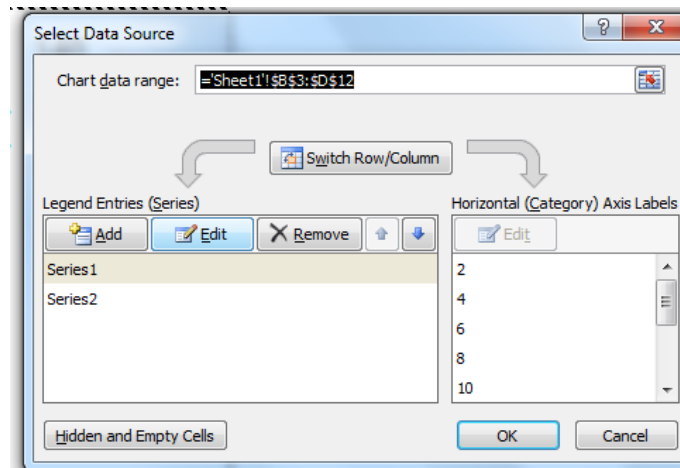 Select Data Source
Chart data range: ='Sheet1'!$B$3:$D$12
Switch Row/Column
Legend Entries (Series)
Add Edit Remove
Series1
Series2
Horizontal (Category) Axis Labels
Edit
2
4
6
8
10
Hidden and Empty Cells
OK Cancel